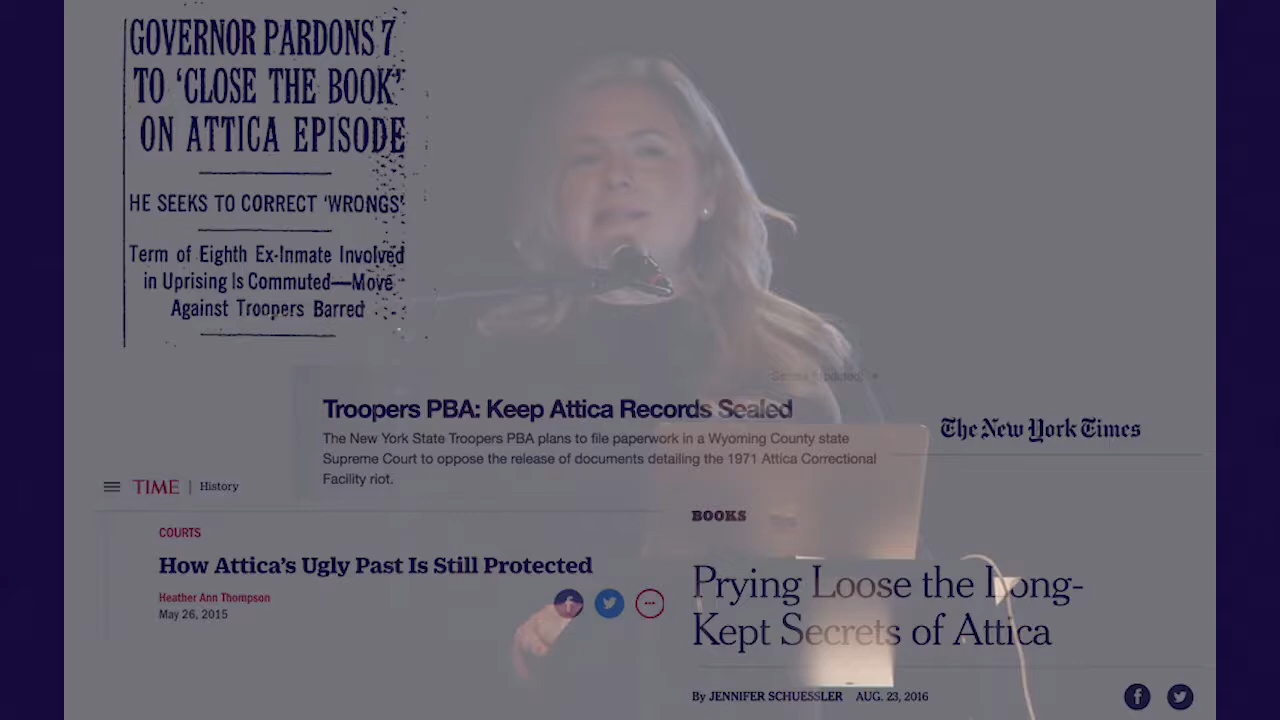 GOVERNOR PARDONS 7
TO ‘CLOSE THE BOOK’
ON ATTICA EPISODE
HE SEEKS TO CORRECT ‘WRONGS’
Term of Eighth Ex-Inmate Involved
in Uprising Is Commuted—Move
Against Troopers Barred
Troopers PBA: Keep Attica Records Sealed
The New York State Troopers PBA plans to file paperwork in a Wyoming County state
Supreme Court to oppose the release of documents detailing the 1971 Attica Correctional
Facility riot.
The New York Times
TIME | History
COURTS
How Attica’s Ugly Past Is Still Protected
Heather Ann Thompson
May 26, 2015
BOOKS
Prying Loose the Long-
Kept Secrets of Attica
By JENNIFER SCHUESSLER AUG. 23, 2016